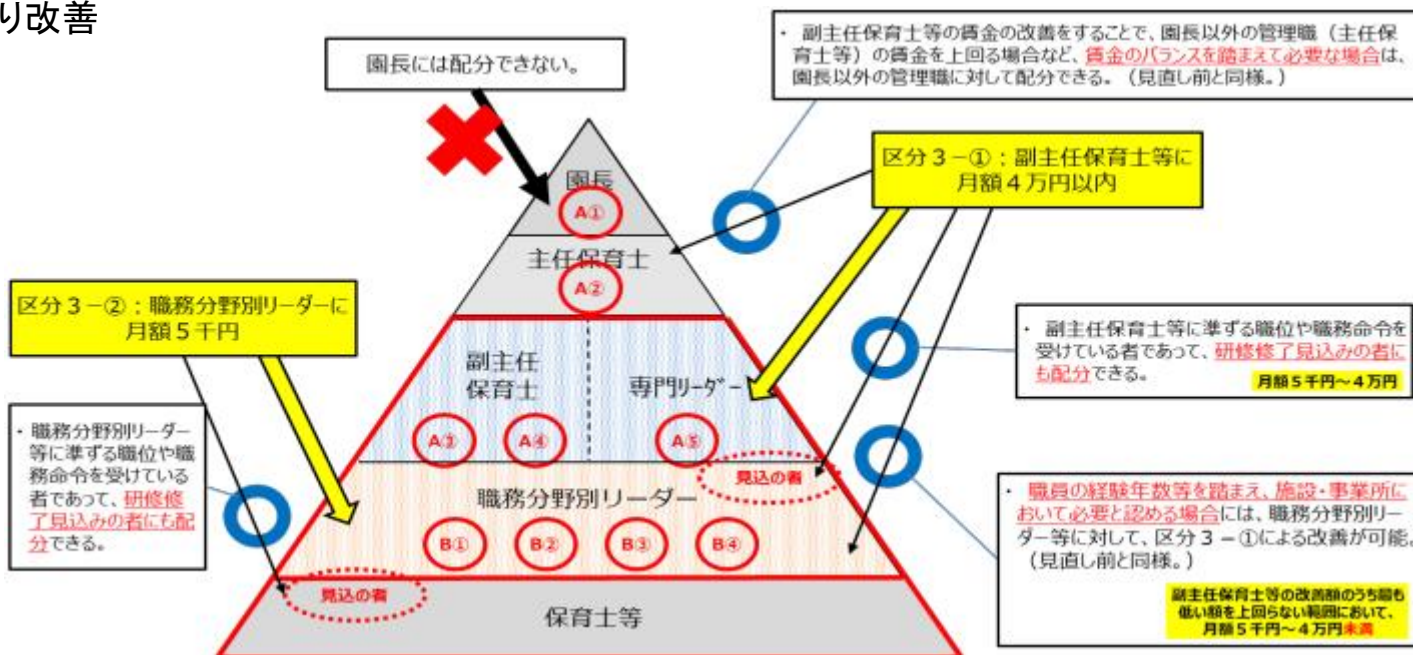 り改善
園長には配分できない。
・ 副主任保育士等の賃金の改善をすることで、園長以外の管理職（主任保
育士等）の賃金を上回る場合など、賃金のバランスを踏まえて必要な場合は、
園長以外の管理職に対して配分できる。（見直し前と同様。）
区分３－①：副主任保育士等に
月額４万円以内
園長
A①
主任保育士
A②
区分３－②：職務分野別リーダーに
月額５千円
・ 副主任保育士等に準ずる職位や職務命令を
受けている者であって、研修修了見込みの者に
も配分できる。
月額５千円～４万円
副主任
保育士
専門リーダー
A③
A④
A⑤
・ 職務分野別リーダー
等に準ずる職位や職
務命令を受けている
者であって、研修修
了見込みの者にも配
分できる。
見込の者
職務分野別リーダー
B①
B②
B③
B④
・ 職員の経験年数等を踏まえ、施設・事業所に
おいて必要と認める場合には、職務分野別リー
ダー等に対して、区分３－①による改善が可能。
（見直し前と同様。）
副主任保育士等の改善額のうち最も
低い額を上回らない範囲において、
月額５千円～４万円未満
見込の者
保育士等